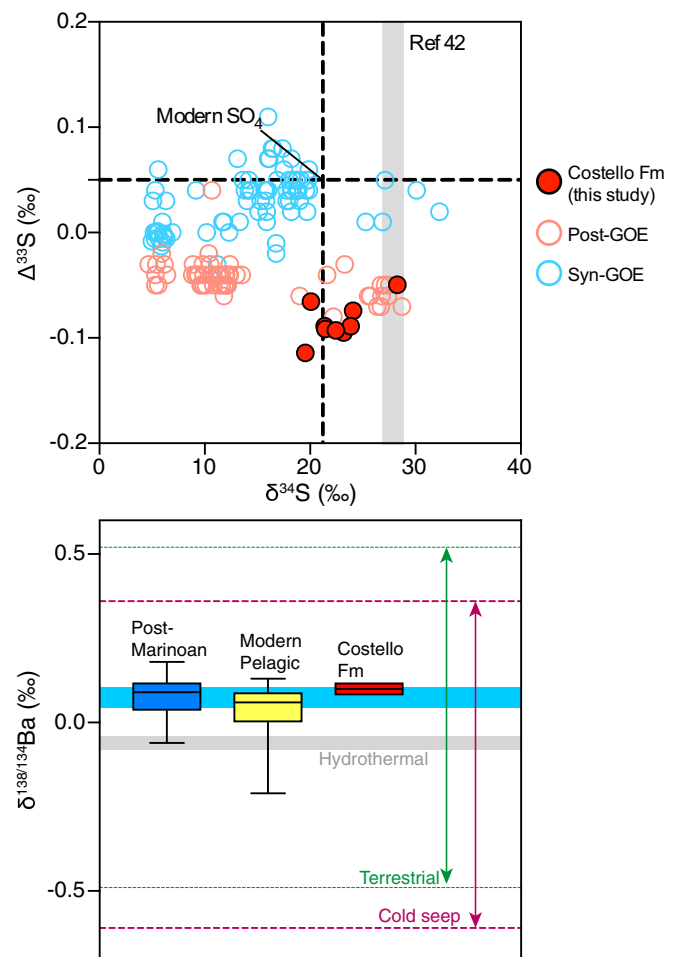 0.2
0.1
0.0
-0.1
-0.2
Δ³³S (‰)
Ref 42
Modern SO₄
0
10
20
30
40
δ³⁴S (‰)
Costello Fm
(this study)
Post-GOE
Syn-GOE
0.5
0.0
-0.5
δ¹³⁸/¹³⁴Ba (‰)
Post-
Marinoan
Modern
Pelagic
Costello
Fm
Hydrothermal
Terrestrial
Cold seep